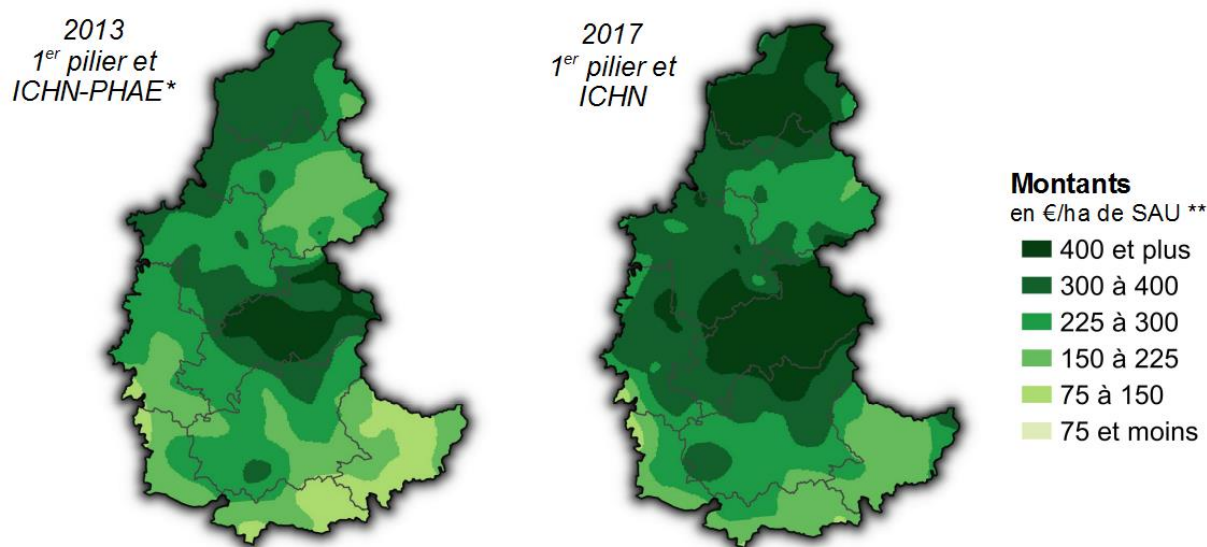 2013
1er pilier et
ICHN-PHAE*
2017
1er pilier et
ICHN
Montants
en €/ha de SAU **
400 et plus
300 à 400
225 à 300
150 à 225
75 à 150
75 et moins